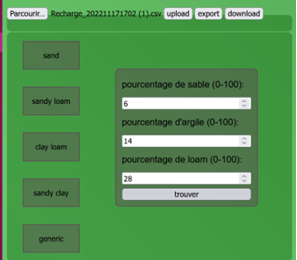 Parcourir... Recharge_202211171702 (1).csv upload export download
sand
sandy loam
clay loam
sandy clay
generic
pourcentage de sable (0-100):
6
pourcentage d'argile (0-100):
14
pourcentage de loam (0-100):
28
trouver